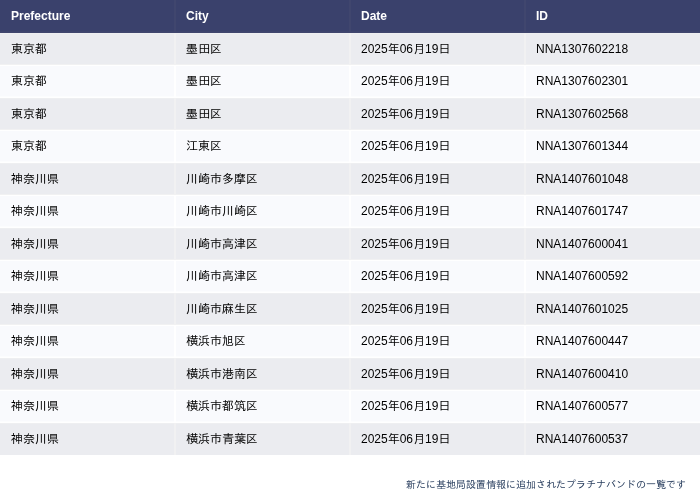 Prefecture City Date ID
東京都 墨田区 2025年06月19日 NNA1307602218
東京都 墨田区 2025年06月19日 RNA1307602301
東京都 墨田区 2025年06月19日 RNA1307602568
東京都 江東区 2025年06月19日 NNA1307601344
神奈川県 川崎市多摩区 2025年06月19日 RNA1407601048
神奈川県 川崎市川崎区 2025年06月19日 RNA1407601747
神奈川県 川崎市高津区 2025年06月19日 NNA1407600041
神奈川県 川崎市高津区 2025年06月19日 NNA1407600592
神奈川県 川崎市麻生区 2025年06月19日 RNA1407601025
神奈川県 横浜市旭区 2025年06月19日 RNA1407600447
神奈川県 横浜市港南区 2025年06月19日 RNA1407600410
神奈川県 横浜市都筑区 2025年06月19日 RNA1407600577
神奈川県 横浜市青葉区 2025年06月19日 RNA1407600537
新たに基地局設置情報に追加されたプラチナバンドの一覧です